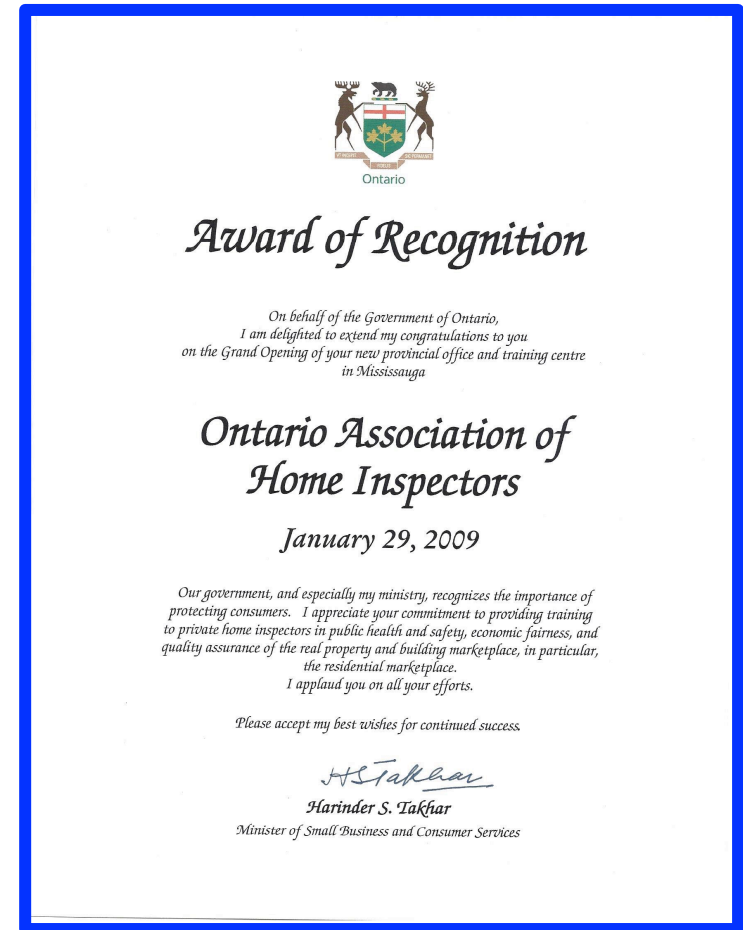 Ontario
Award of Recognition
On behalf of the Government of Ontario,
I am delighted to extend my congratulations to you
on the Grand Opening of your new provincial office and training centre
in Mississauga
Ontario Association of
Home Inspectors
January 29, 2009
Our government, and especially my ministry, recognizes the importance of
protecting consumers. I appreciate your commitment to providing training
to private home inspectors in public health and safety, economic fairness, and
quality assurance of the real property and building marketplace, in particular,
the residential marketplace.
I applaud you on all your efforts.
Please accept my best wishes for continued success.
HSTakhar
Harinder S. Takhar
Minister of Small Business and Consumer Services